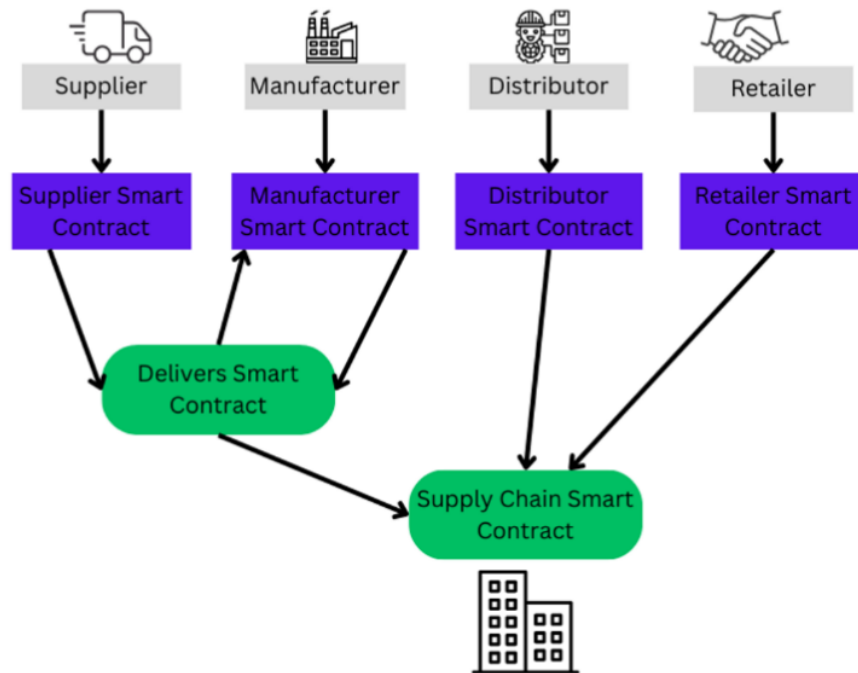 Supplier
Manufacturer
Distributor
Retailer
Supplier Smart
Contract
Manufacturer
Smart Contract
Distributor
Smart Contract
Retailer Smart
Contract
Delivers Smart
Contract
Supply Chain Smart
Contract